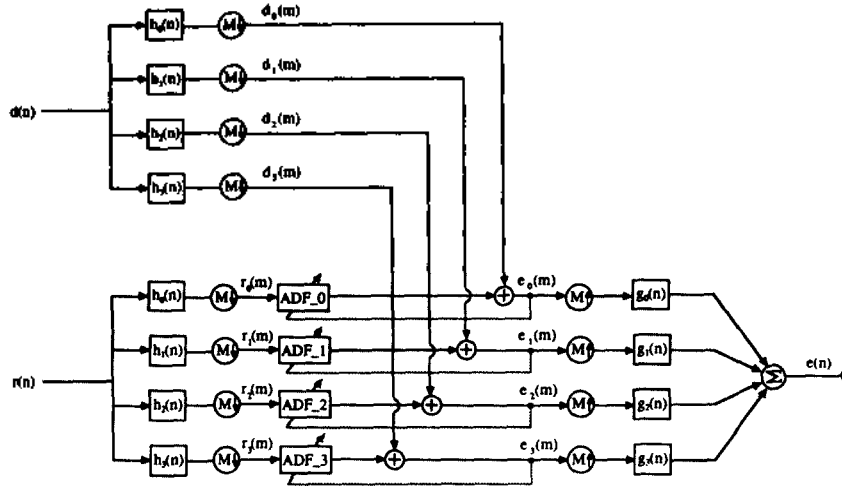 h₀(n) M d₀(m)
h₁(n) M d₁(m)
d(n)
h₂(n) M d₂(m)
h₃(n) M d₃(m)
h₀(n) M r₀(m) ADF_0 + e₀(m) M g₀(n)
h₁(n) M r₁(m) ADF_1 + e₁(m) M g₁(n)
r(n) Σ e(n)
h₂(n) M r₂(m) ADF_2 + e₂(m) M g₂(n)
h₃(n) M r₃(m) ADF_3 + e₃(m) M g₃(n)